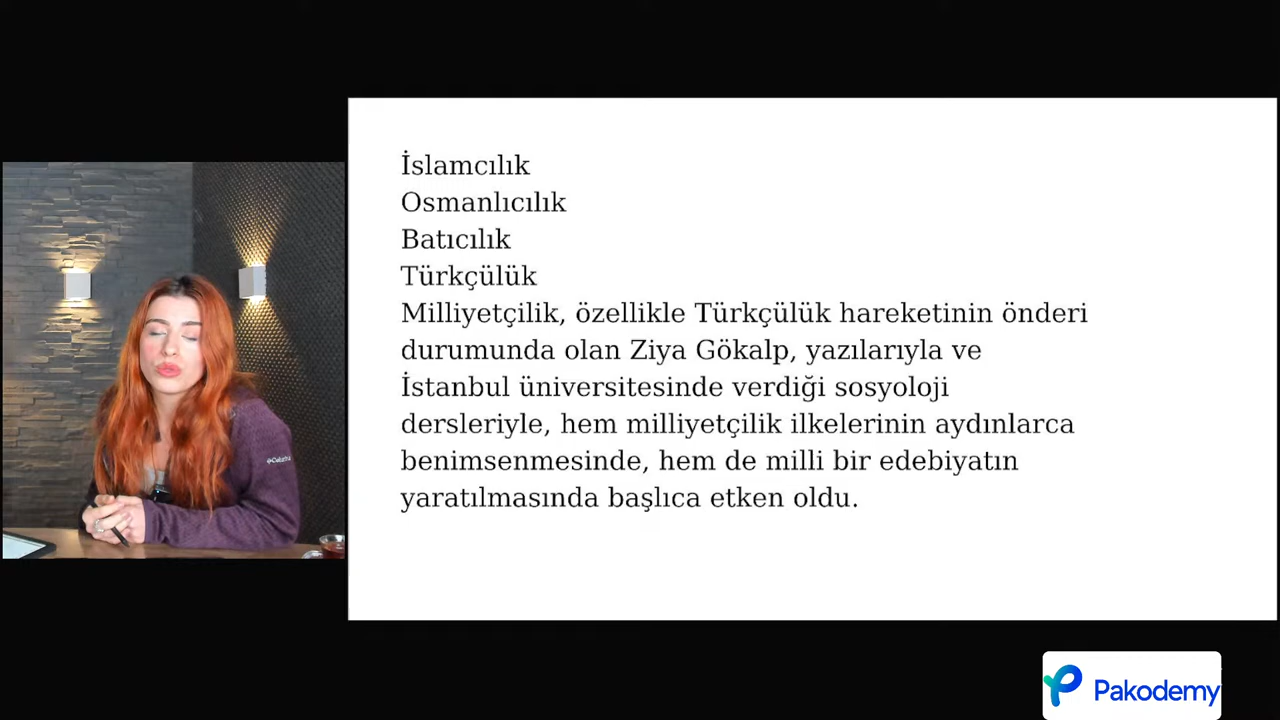 İslamcılık
Osmanlıcılık
Batıcılık
Türkçülük
Milliyetçilik, özellikle Türkçülük hareketinin önderi
durumunda olan Ziya Gökalp, yazılarıyla ve
İstanbul üniversitesinde verdiği sosyoloji
dersleriyle, hem milliyetçilik ilkelerinin aydınlarca
benimsenmesinde, hem de milli bir edebiyatın
yaratılmasında başlıca etken oldu.
Pakodemy